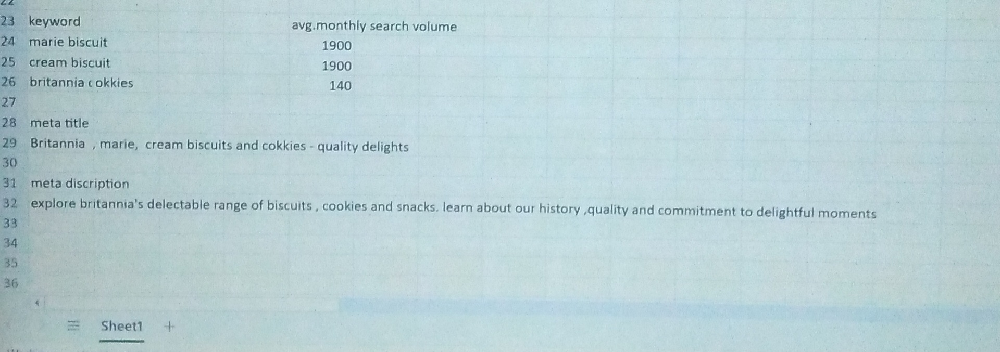 22
23 keyword avg.monthly search volume
24 marie biscuit 1900
25 cream biscuit 1900
26 britannia cokkies 140
27
28 meta title
29 Britannia , marie, cream biscuits and cokkies - quality delights
30
31 meta discription
32 explore britannia's delectable range of biscuits , cookies and snacks. learn about our history ,quality and commitment to delightful moments
33
34
35
36
Sheet1 +